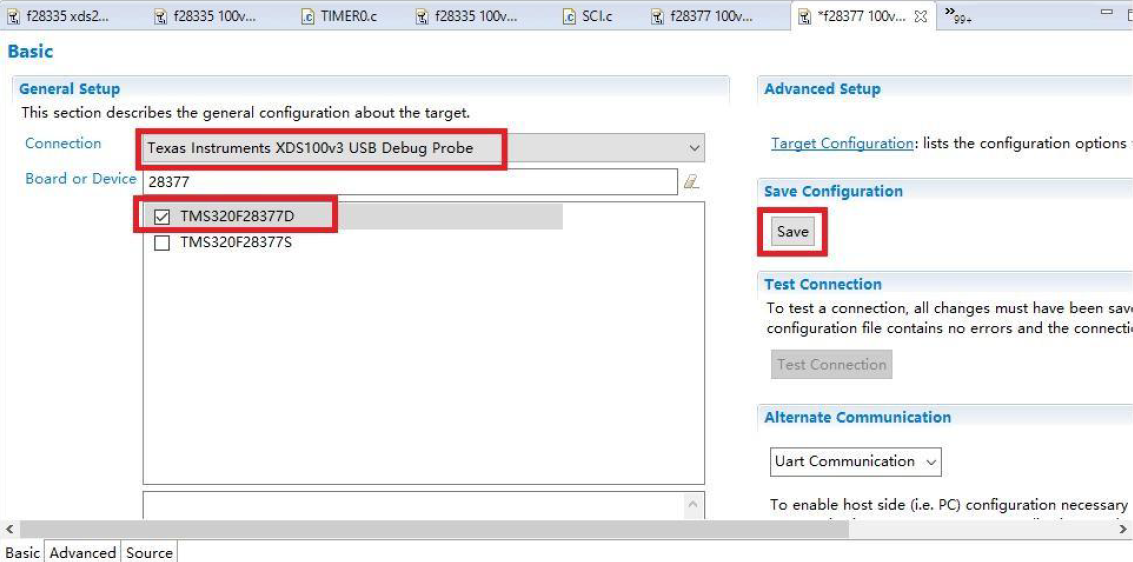 f28335 xds2... f28335 100v... TIMER0.c f28335 100v... SCI.c f28377 100v... *f28377 100v... 99+
Basic
General Setup
This section describes the general configuration about the target.
Connection Texas Instruments XDS100v3 USB Debug Probe
Board or Device 28377
TMS320F28377D
TMS320F28377S
Advanced Setup
Target Configuration: lists the configuration options
Save Configuration
Save
Test Connection
To test a connection, all changes must have been save
configuration file contains no errors and the connecti
Test Connection
Alternate Communication
Uart Communication
To enable host side (i.e. PC) configuration necessary
Basic Advanced Source